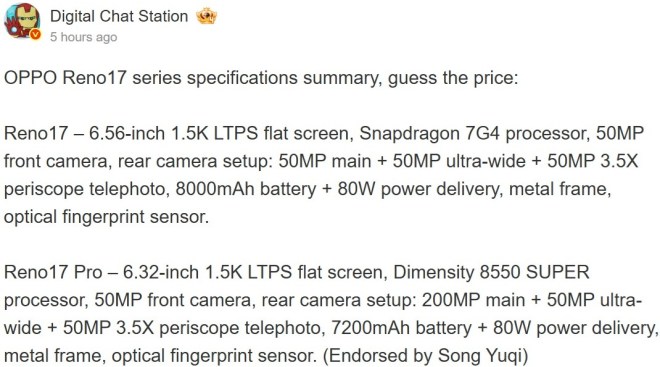 Digital Chat Station
5 hours ago
OPPO Reno17 series specifications summary, guess the price:
Reno17 – 6.56-inch 1.5K LTPS flat screen, Snapdragon 7G4 processor, 50MP
front camera, rear camera setup: 50MP main + 50MP ultra-wide + 50MP 3.5X
periscope telephoto, 8000mAh battery + 80W power delivery, metal frame,
optical fingerprint sensor.
Reno17 Pro – 6.32-inch 1.5K LTPS flat screen, Dimensity 8550 SUPER
processor, 50MP front camera, rear camera setup: 200MP main + 50MP ultra-
wide + 50MP 3.5X periscope telephoto, 7200mAh battery + 80W power delivery,
metal frame, optical fingerprint sensor. (Endorsed by Song Yuqi)